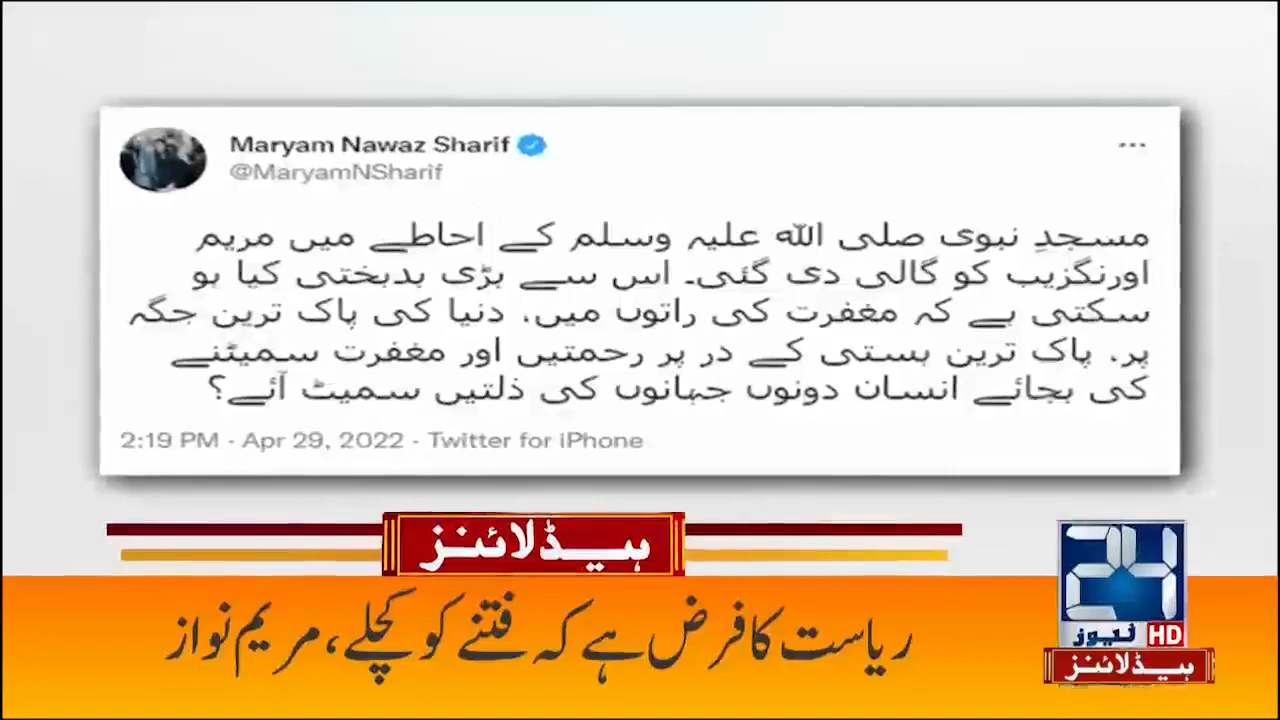 Maryam Nawaz Sharif
@MaryamNSharif
مسجدِ نبوی صلی اللہ علیہ وسلم کے احاطے میں مریم
اورنگزیب کو گالی دی گئی۔ اس سے بڑی بدبختی کیا ہو
سکتی ہے کہ مغفرت کی راتوں میں، دنیا کی پاک ترین جگہ
پر، پاک ترین ہستی کے در پر رحمتیں اور مغفرت سمیٹنے
کی بجائے انسان دونوں جہانوں کی ذلتیں سمیٹ آئے؟
2:19 PM · Apr 29, 2022 · Twitter for iPhone
ہیڈلائنز
ریاست کا فرض ہے کہ فتنے کو کچلے، مریم نواز
24
نیوز HD
ہیڈلائنز